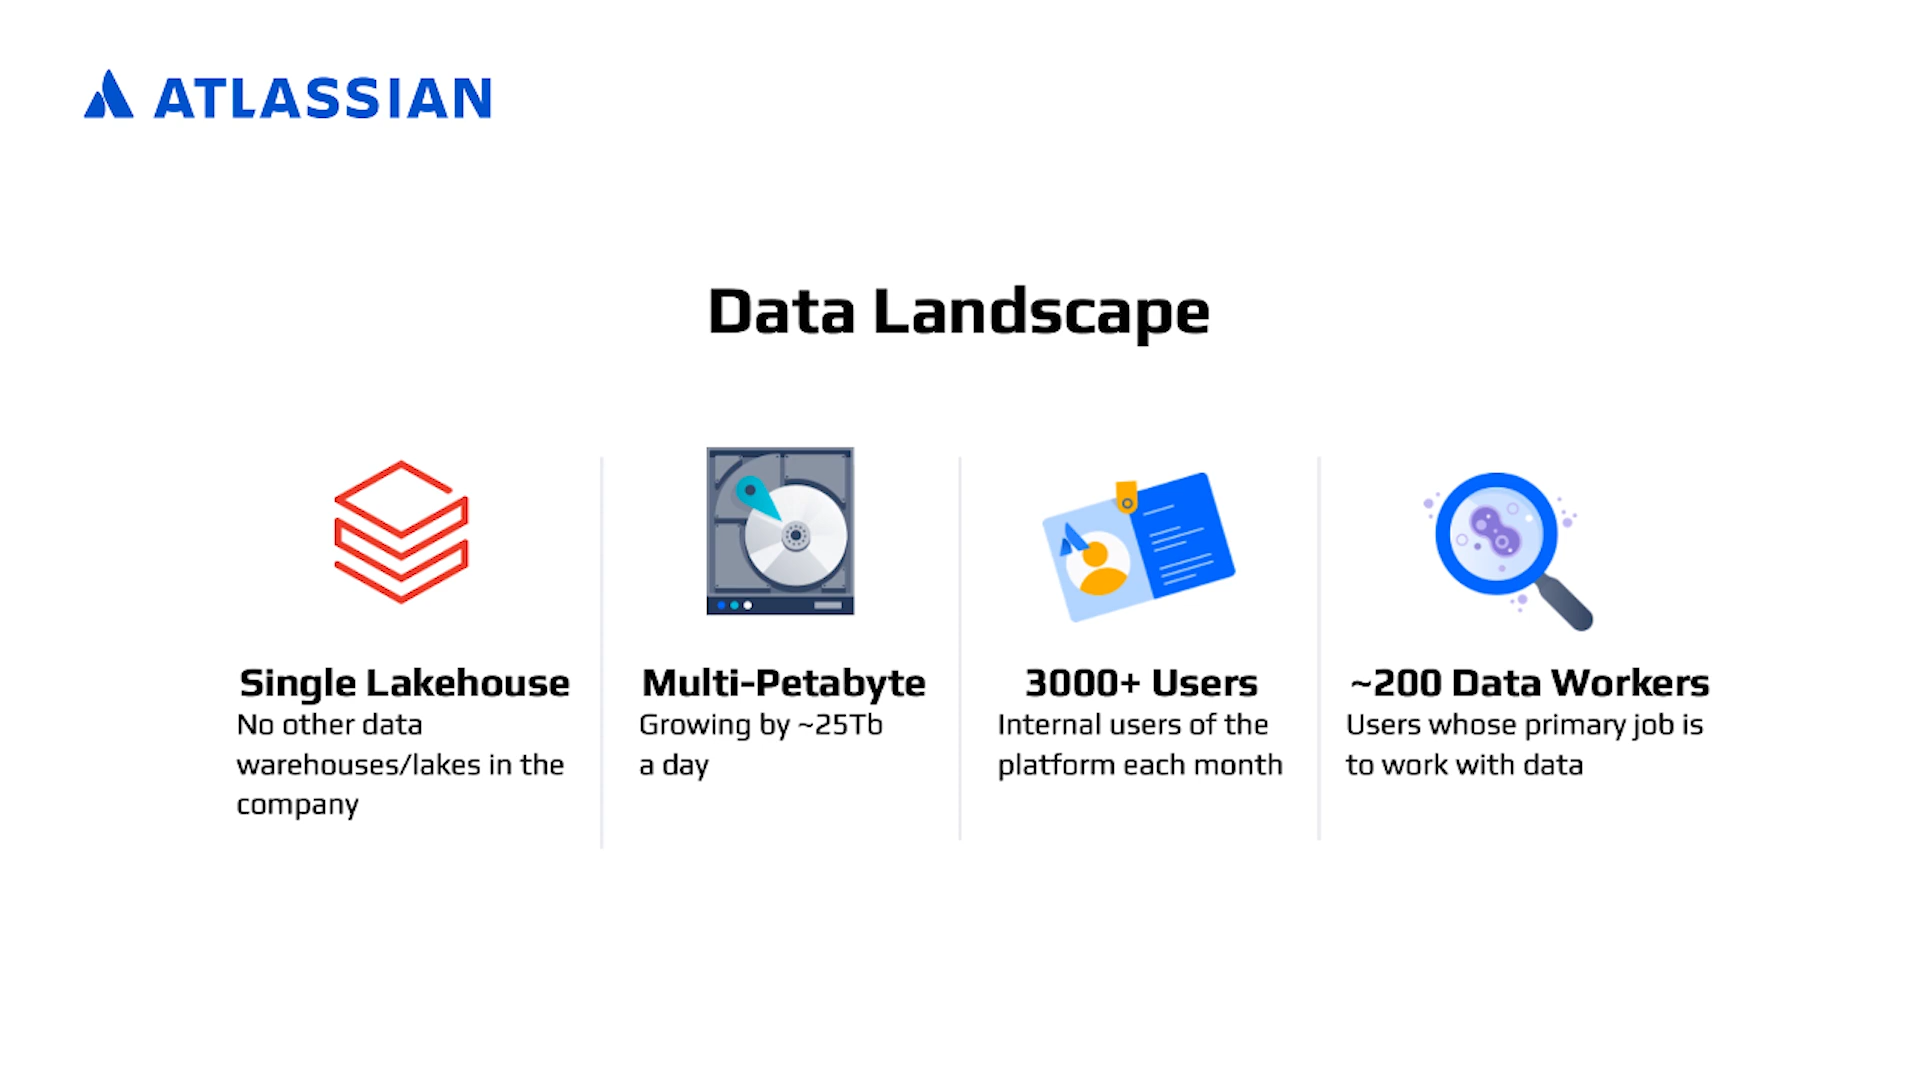 ATLASSIAN
Data Landscape
Single Lakehouse
No other data
warehouses/lakes in the
company
Multi-Petabyte
Growing by ~25Tb
a day
3000+ Users
Internal users of the
platform each month
~200 Data Workers
Users whose primary job is
to work with data